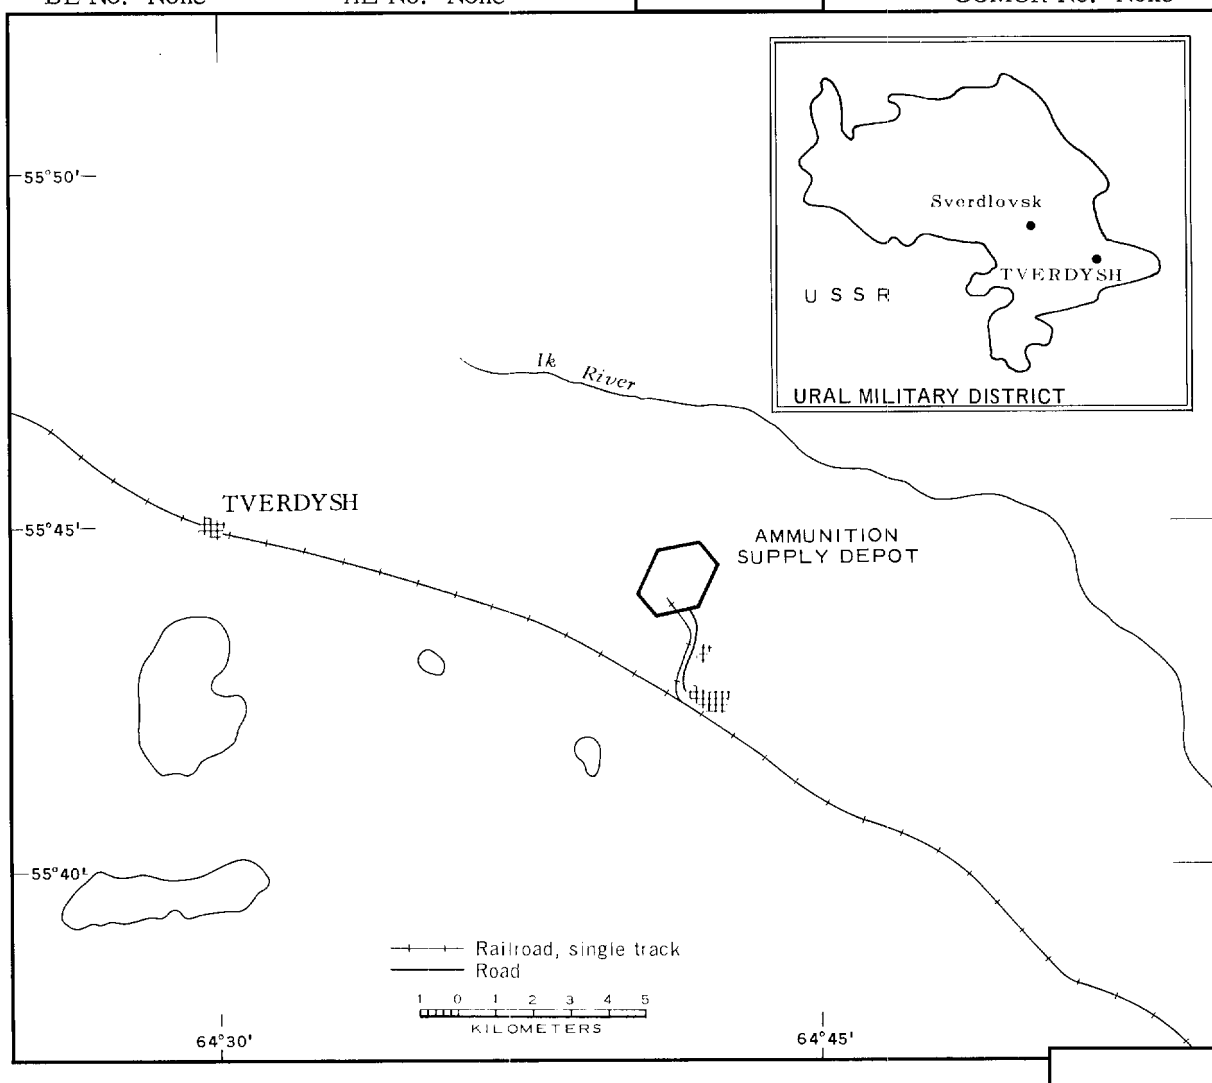 55°50'
Sverdlovsk
TVERDYSH
USSR
URAL MILITARY DISTRICT
Ik River
TVERDYSH
55°45'
AMMUNITION
SUPPLY DEPOT
55°40'
Railroad, single track
Road
1 0 1 2 3 4 5
KILOMETERS
64°30'
64°45'